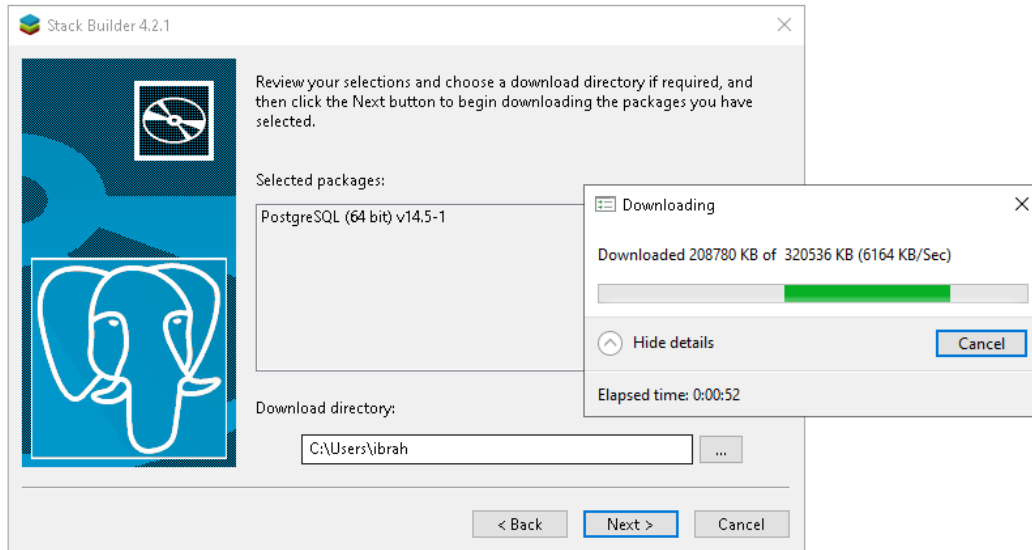 Stack Builder 4.2.1
Review your selections and choose a download directory if required, and
then click the Next button to begin downloading the packages you have
selected.
Selected packages:
PostgreSQL (64 bit) v14.5-1
Download directory:
C:\Users\ibrah
...
< Back
Next >
Cancel
Downloading
Downloaded 208780 KB of 320536 KB (6164 KB/Sec)
Hide details
Cancel
Elapsed time: 0:00:52